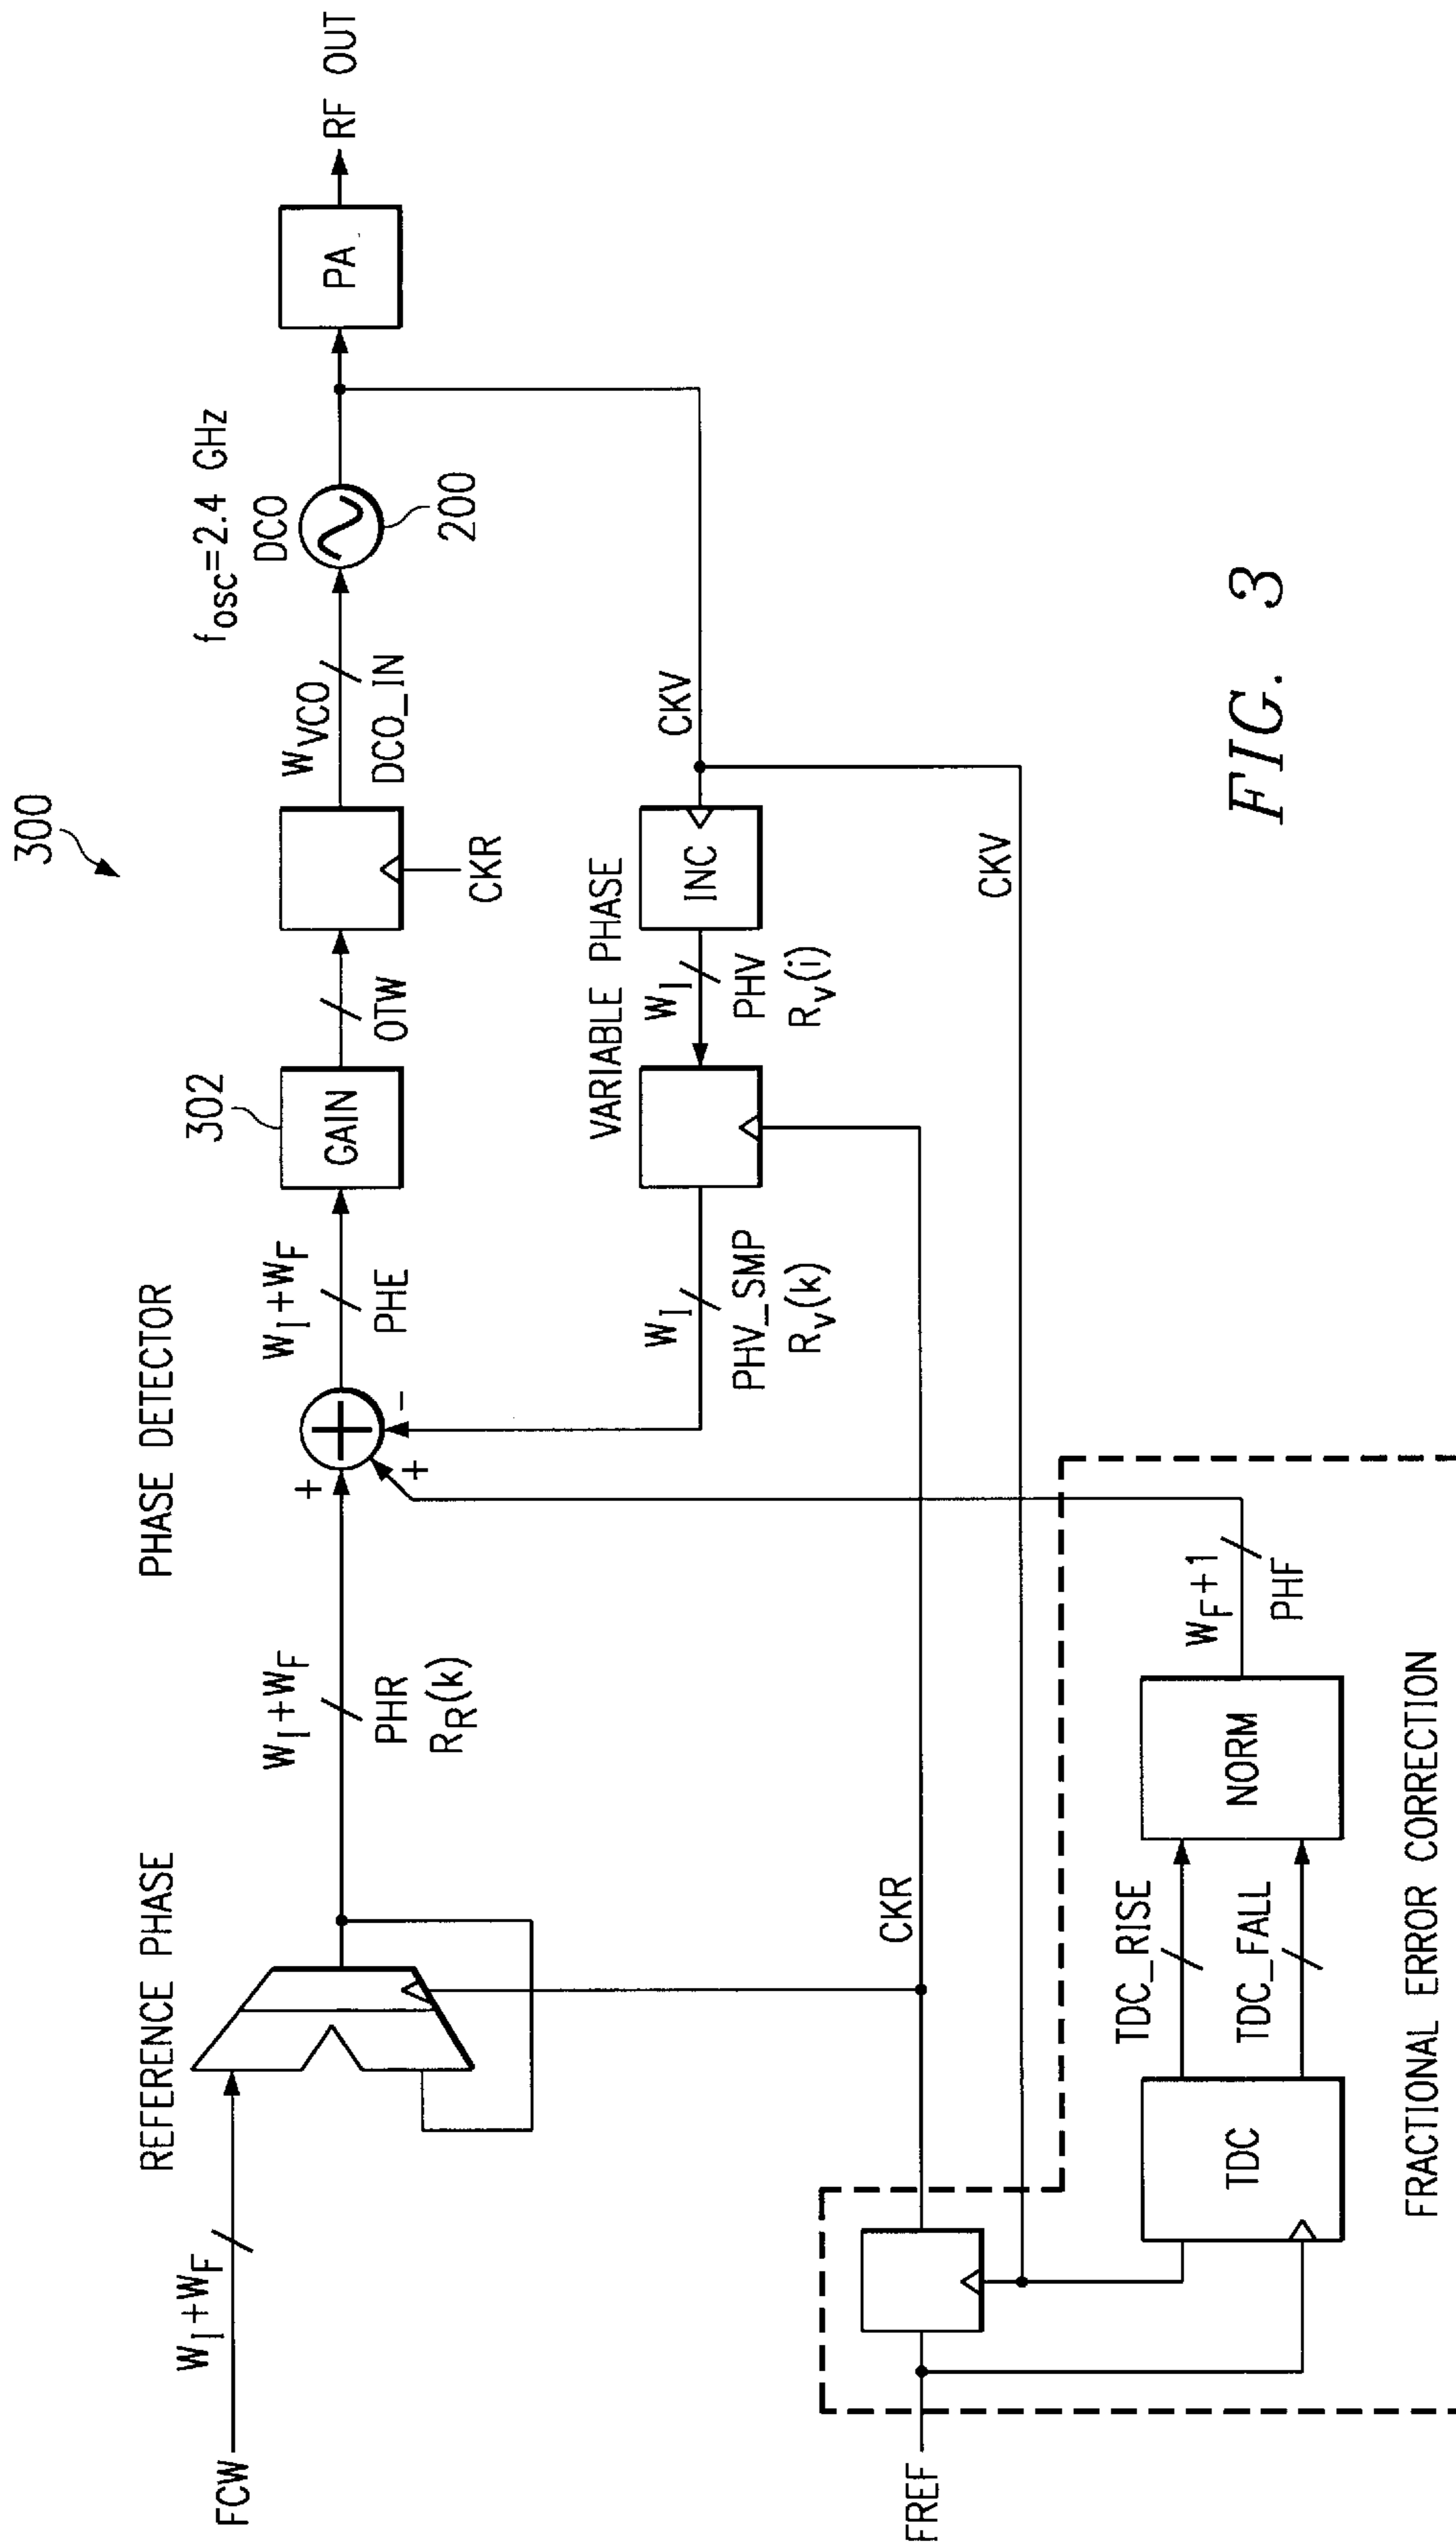 300
REFERENCE PHASE
PHASE DETECTOR
FCW
W_I+W_F
W_I+W_F
PHR
R_R(k)
+
+
-
W_I+W_F
PHE
302
GAIN
OTW
CKR
W_VCO
DCO_IN
f_OSC=2.4 GHz
DCO
200
PA
RF OUT
VARIABLE PHASE
W_I
PHV_SMP
R_v(k)
W_I
PHV
R_v(i)
INC
CKV
CKR
CKV
FREF
TDC
TDC_RISE
TDC_FALL
NORM
W_F+1
PHF
FRACTIONAL ERROR CORRECTION
FIG. 3